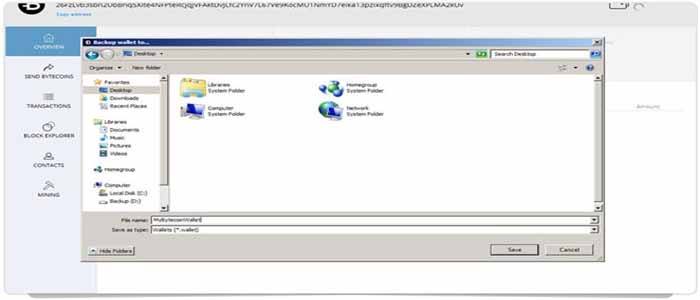 Copy address
OVERVIEW
SEND BYTECOINS
TRANSACTIONS
BLOCK EXPLORER
CONTACTS
MINING
Amount
Backup wallet to...
Desktop
Search Desktop
Organize
New folder
Favorites
Desktop
Downloads
Recent Places
Libraries
Documents
Music
Pictures
Videos
Homegroup
Computer
Local Disk (C:)
Backup (D:)
Libraries
System Folder
Homegroup
System Folder
Computer
System Folder
Network
System Folder
File name: MyBytecoinWallet
Save as type: Wallets (*.wallet)
Hide Folders
Save
Cancel